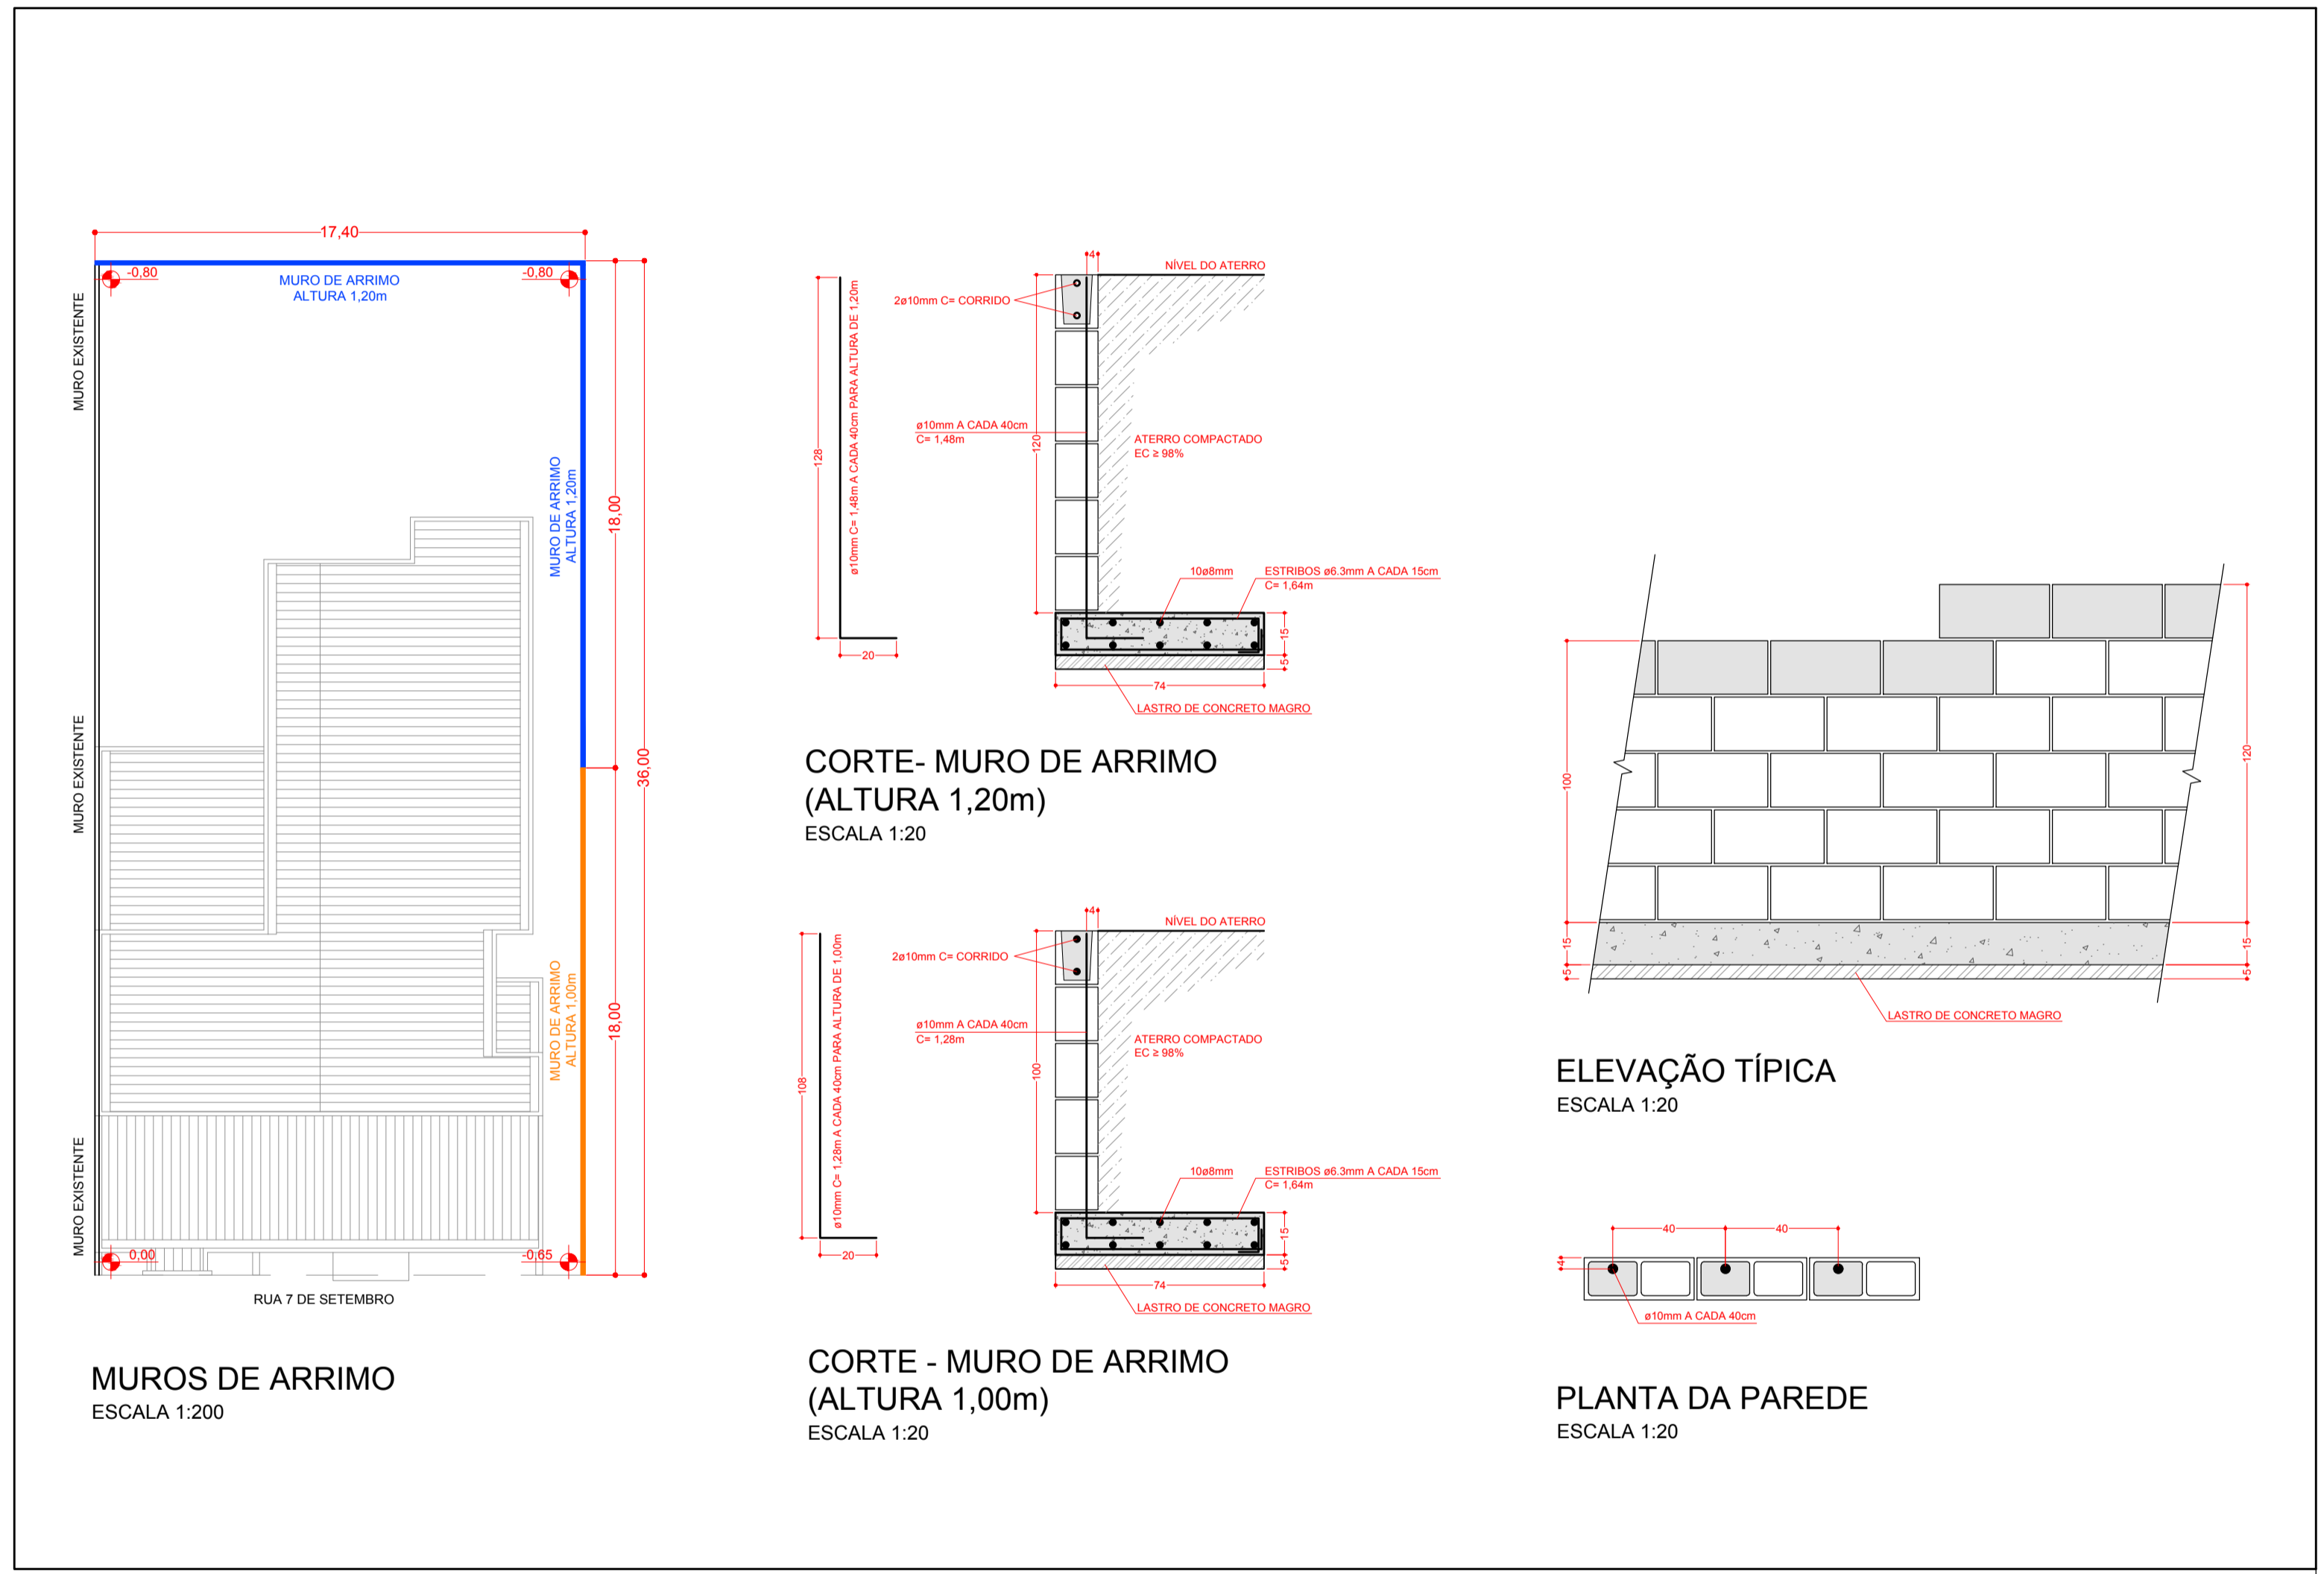 17,40
-0,80
-0,80
MURO DE ARRIMO
ALTURA 1,20m
MURO EXISTENTE
MURO DE ARRIMO
ALTURA 1,20m
18,00
36,00
MURO EXISTENTE
MURO DE ARRIMO
ALTURA 1,00m
18,00
MURO EXISTENTE
0,00
-0,65
RUA 7 DE SETEMBRO
MUROS DE ARRIMO
ESCALA 1:200
4
NÍVEL DO ATERRO
2ø10mm C= CORRIDO
128
ø10mm C= 1,48m A CADA 40cm PARA ALTURA DE 1,20m
20
ø10mm A CADA 40cm
C= 1,48m
120
ATERRO COMPACTADO
EC ≥ 98%
10ø8mm
ESTRIBOS ø6.3mm A CADA 15cm
C= 1,64m
15
5
74
LASTRO DE CONCRETO MAGRO
CORTE- MURO DE ARRIMO
(ALTURA 1,20m)
ESCALA 1:20
4
NÍVEL DO ATERRO
2ø10mm C= CORRIDO
108
ø10mm C= 1,28m A CADA 40cm PARA ALTURA DE 1,00m
20
ø10mm A CADA 40cm
C= 1,28m
100
ATERRO COMPACTADO
EC ≥ 98%
10ø8mm
ESTRIBOS ø6.3mm A CADA 15cm
C= 1,64m
15
5
74
LASTRO DE CONCRETO MAGRO
CORTE - MURO DE ARRIMO
(ALTURA 1,00m)
ESCALA 1:20
100
120
15
5
15
5
LASTRO DE CONCRETO MAGRO
ELEVAÇÃO TÍPICA
ESCALA 1:20
40
40
4
ø10mm A CADA 40cm
PLANTA DA PAREDE
ESCALA 1:20